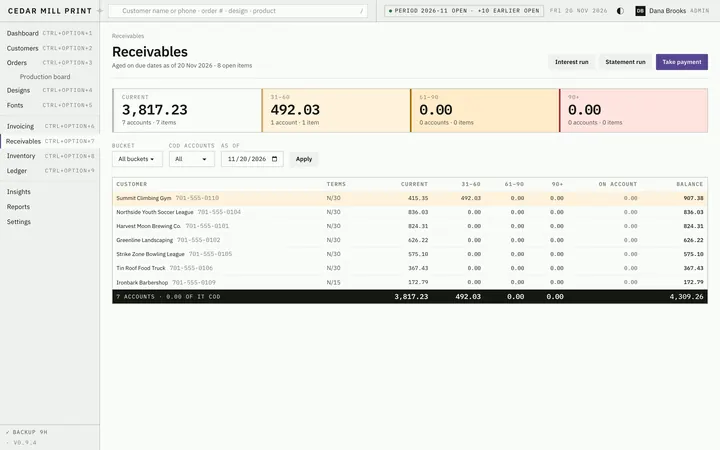 CEDAR MILL PRINT
Customer name or phone · order # · design · product /
PERIOD 2026-11 OPEN · +10 EARLIER OPEN
FRI 20 NOV 2026
DB Dana Brooks ADMIN
Dashboard CTRL+OPTION+1
Customers CTRL+OPTION+2
Orders CTRL+OPTION+3
Production board
Designs CTRL+OPTION+4
Fonts CTRL+OPTION+5
Invoicing CTRL+OPTION+6
Receivables CTRL+OPTION+7
Inventory CTRL+OPTION+8
Ledger CTRL+OPTION+9
Insights
Reports
Settings
✓ BACKUP 9H
· V0.9.4
Receivables
Receivables
Aged on due dates as of 20 Nov 2026 · 8 open items
Interest run Statement run Take payment
CURRENT 31–60 61–90 90+
3,817.23 492.03 0.00 0.00
7 accounts · 7 items 1 account · 1 item 0 accounts · 0 items 0 accounts · 0 items
BUCKET COD ACCOUNTS AS OF
All buckets All 11/20/2026 Apply
CUSTOMER TERMS CURRENT 31–60 61–90 90+ ON ACCOUNT BALANCE
Summit Climbing Gym 701-555-0110 N/30 415.35 492.03 0.00 0.00 0.00 907.38
Northside Youth Soccer League 701-555-0104 N/30 836.03 0.00 0.00 0.00 0.00 836.03
Harvest Moon Brewing Co. 701-555-0101 N/30 824.31 0.00 0.00 0.00 0.00 824.31
Greenline Landscaping 701-555-0102 N/30 626.22 0.00 0.00 0.00 0.00 626.22
Strike Zone Bowling League 701-555-0105 N/30 575.10 0.00 0.00 0.00 0.00 575.10
Tin Roof Food Truck 701-555-0106 N/30 367.43 0.00 0.00 0.00 0.00 367.43
Ironbark Barbershop 701-555-0109 N/15 172.79 0.00 0.00 0.00 0.00 172.79
7 ACCOUNTS · 0.00 OF IT COD 3,817.23 492.03 0.00 0.00 4,309.26